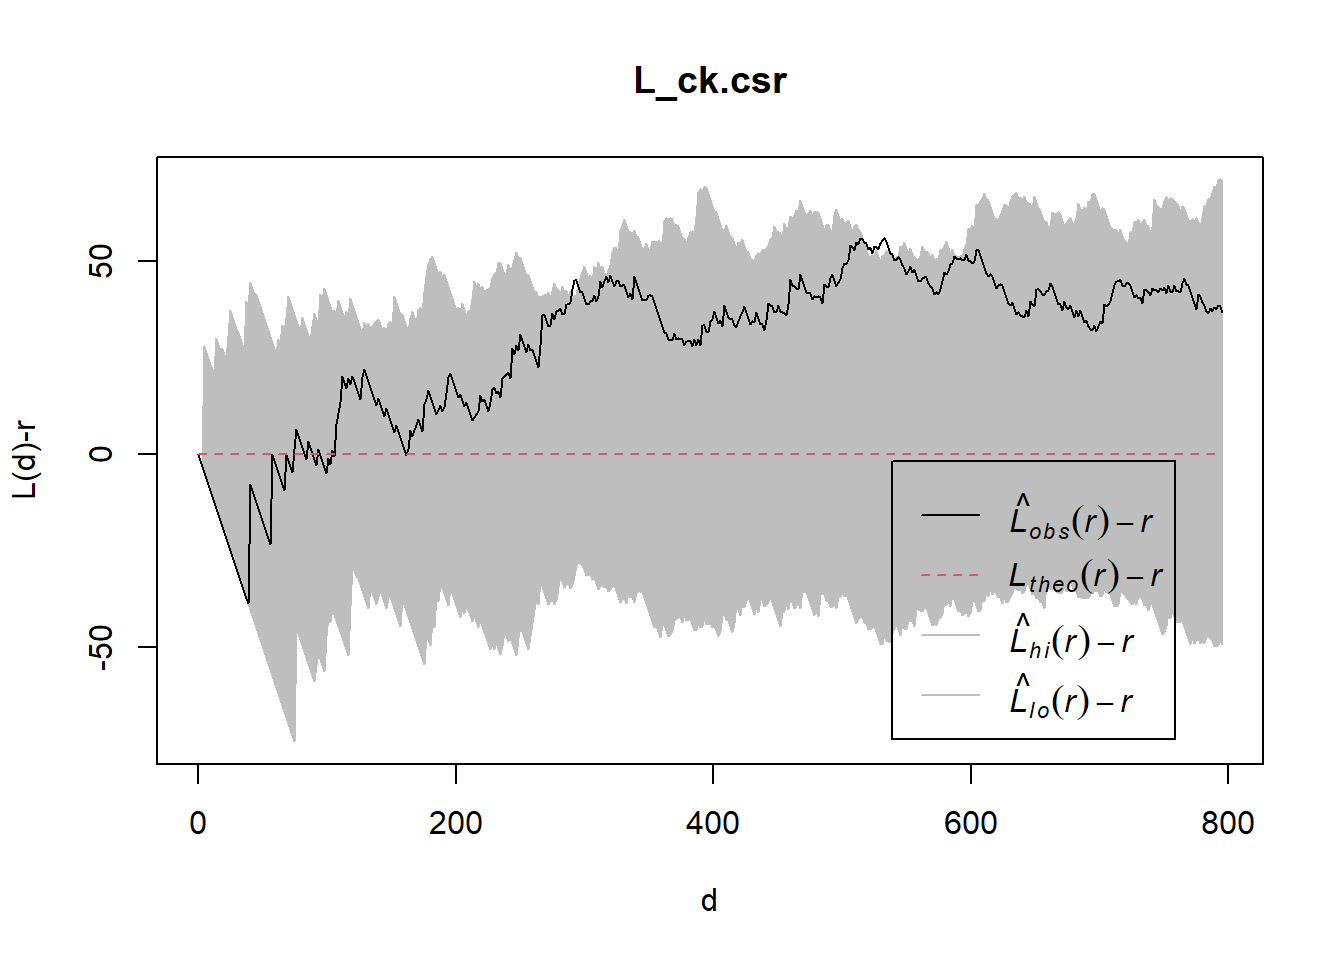 L_ck.csr
L(d)-r
50
0
-50
0 200 400 600 800
d
L̂obs(r) − r
Ltheo(r) − r
L̂hi(r) − r
L̂lo(r) − r